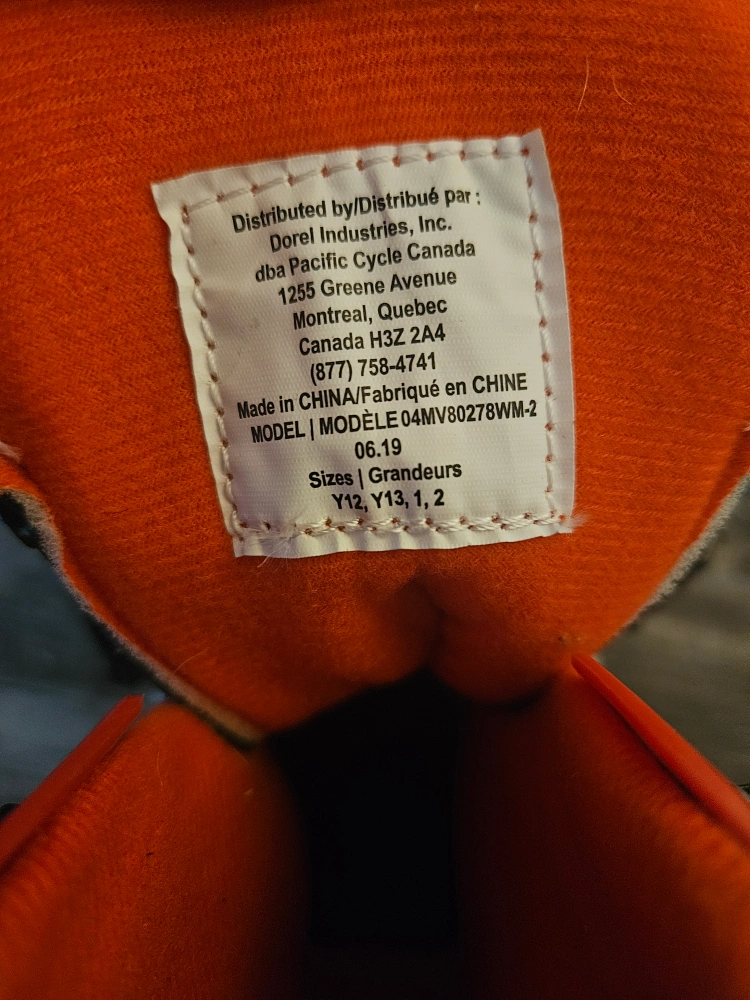 Distributed by/Distribué par :
Dorel Industries, Inc.
dba Pacific Cycle Canada
1255 Greene Avenue
Montreal, Quebec
Canada H3Z 2A4
(877) 758-4741
Made in CHINA/Fabriqué en CHINE
MODEL | MODÈLE 04MV80278WM-2
06.19
Sizes | Grandeurs
Y12, Y13, 1, 2